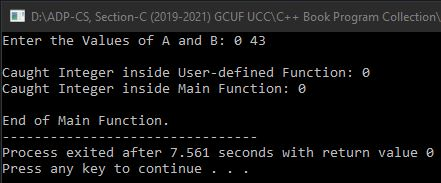 D:\ADP-CS, Section-C (2019-2021) GCUF UCC\C++ Book Program Collection\
Enter the Values of A and B: 0 43
Caught Integer inside User-defined Function: 0
Caught Integer inside Main Function: 0
End of Main Function.
--------------------------------
Process exited after 7.561 seconds with return value 0
Press any key to continue . . .